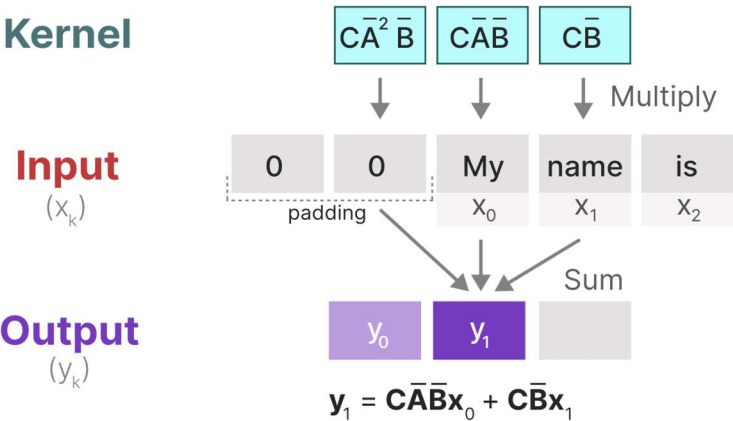 Kernel
CA̅² B̅ CA̅B̅ CB̅
Multiply
Input
(xₖ)
0 0 My name is
padding
x₀ x₁ x₂
Sum
Output
(yₖ)
y₀ y₁
y₁ = CA̅B̅x₀ + CB̅x₁